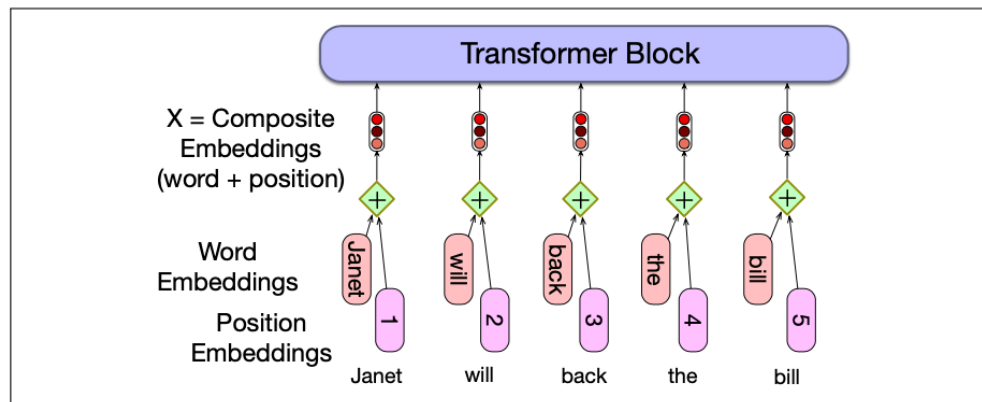 Transformer Block
X = Composite
Embeddings
(word + position)
+ + + + +
Word
Embeddings
Janet will back the bill
Position
Embeddings
1 2 3 4 5
Janet will back the bill